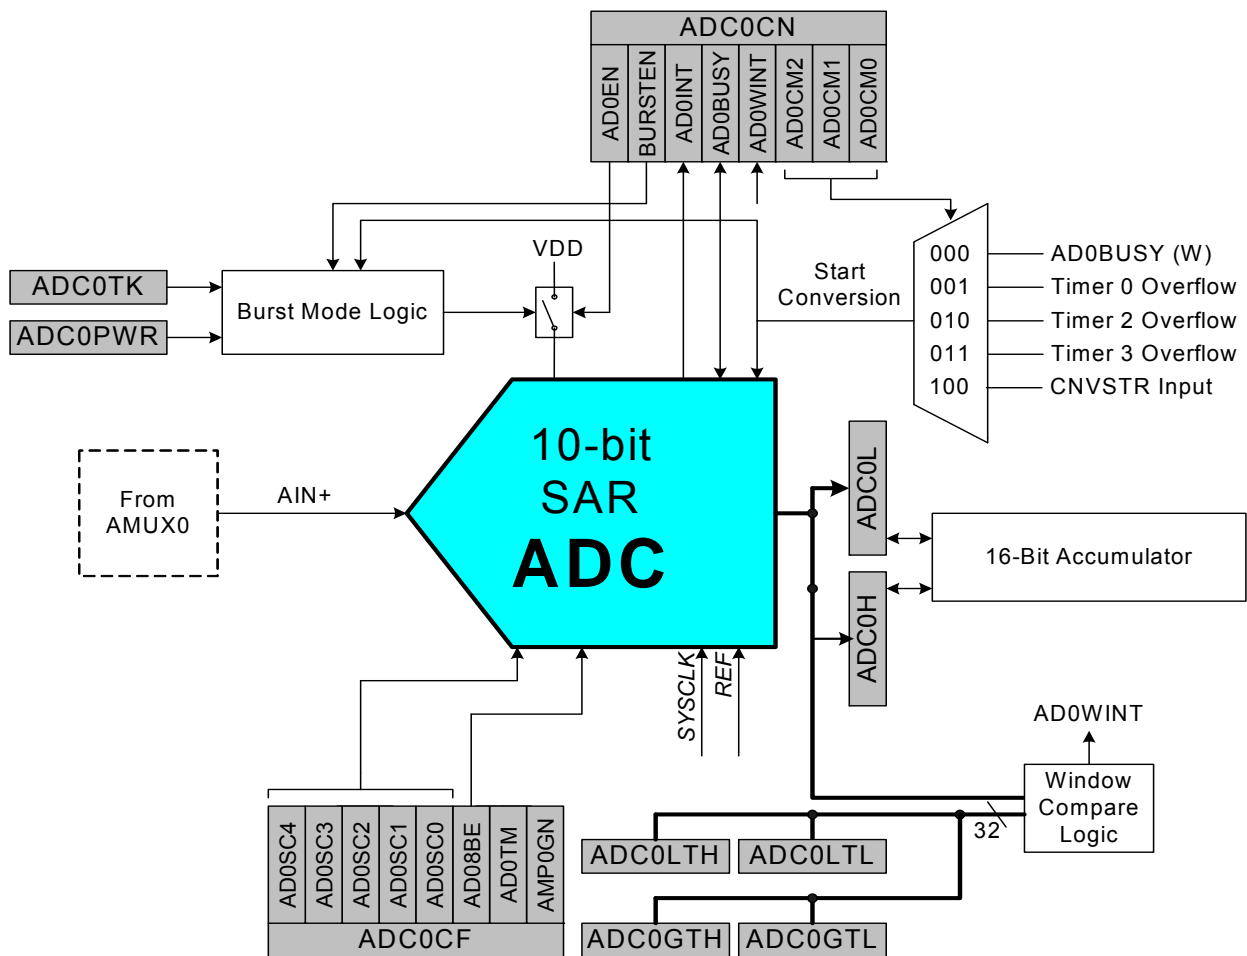 ADC0CN
AD0EN
BURSTEN
AD0INT
AD0BUSY
AD0WINT
AD0CM2
AD0CM1
AD0CM0
VDD
ADC0TK
ADC0PWR
Burst Mode Logic
Start
Conversion
000
001
010
011
100
AD0BUSY (W)
Timer 0 Overflow
Timer 2 Overflow
Timer 3 Overflow
CNVSTR Input
From
AMUX0
AIN+
10-bit
SAR
ADC
ADC0L
ADC0H
16-Bit Accumulator
SYSCLK
REF
AD0WINT
Window
Compare
Logic
32
AD0SC4
AD0SC3
AD0SC2
AD0SC1
AD0SC0
AD08BE
AD0TM
AMP0GN
ADC0CF
ADC0LTH
ADC0LTL
ADC0GTH
ADC0GTL